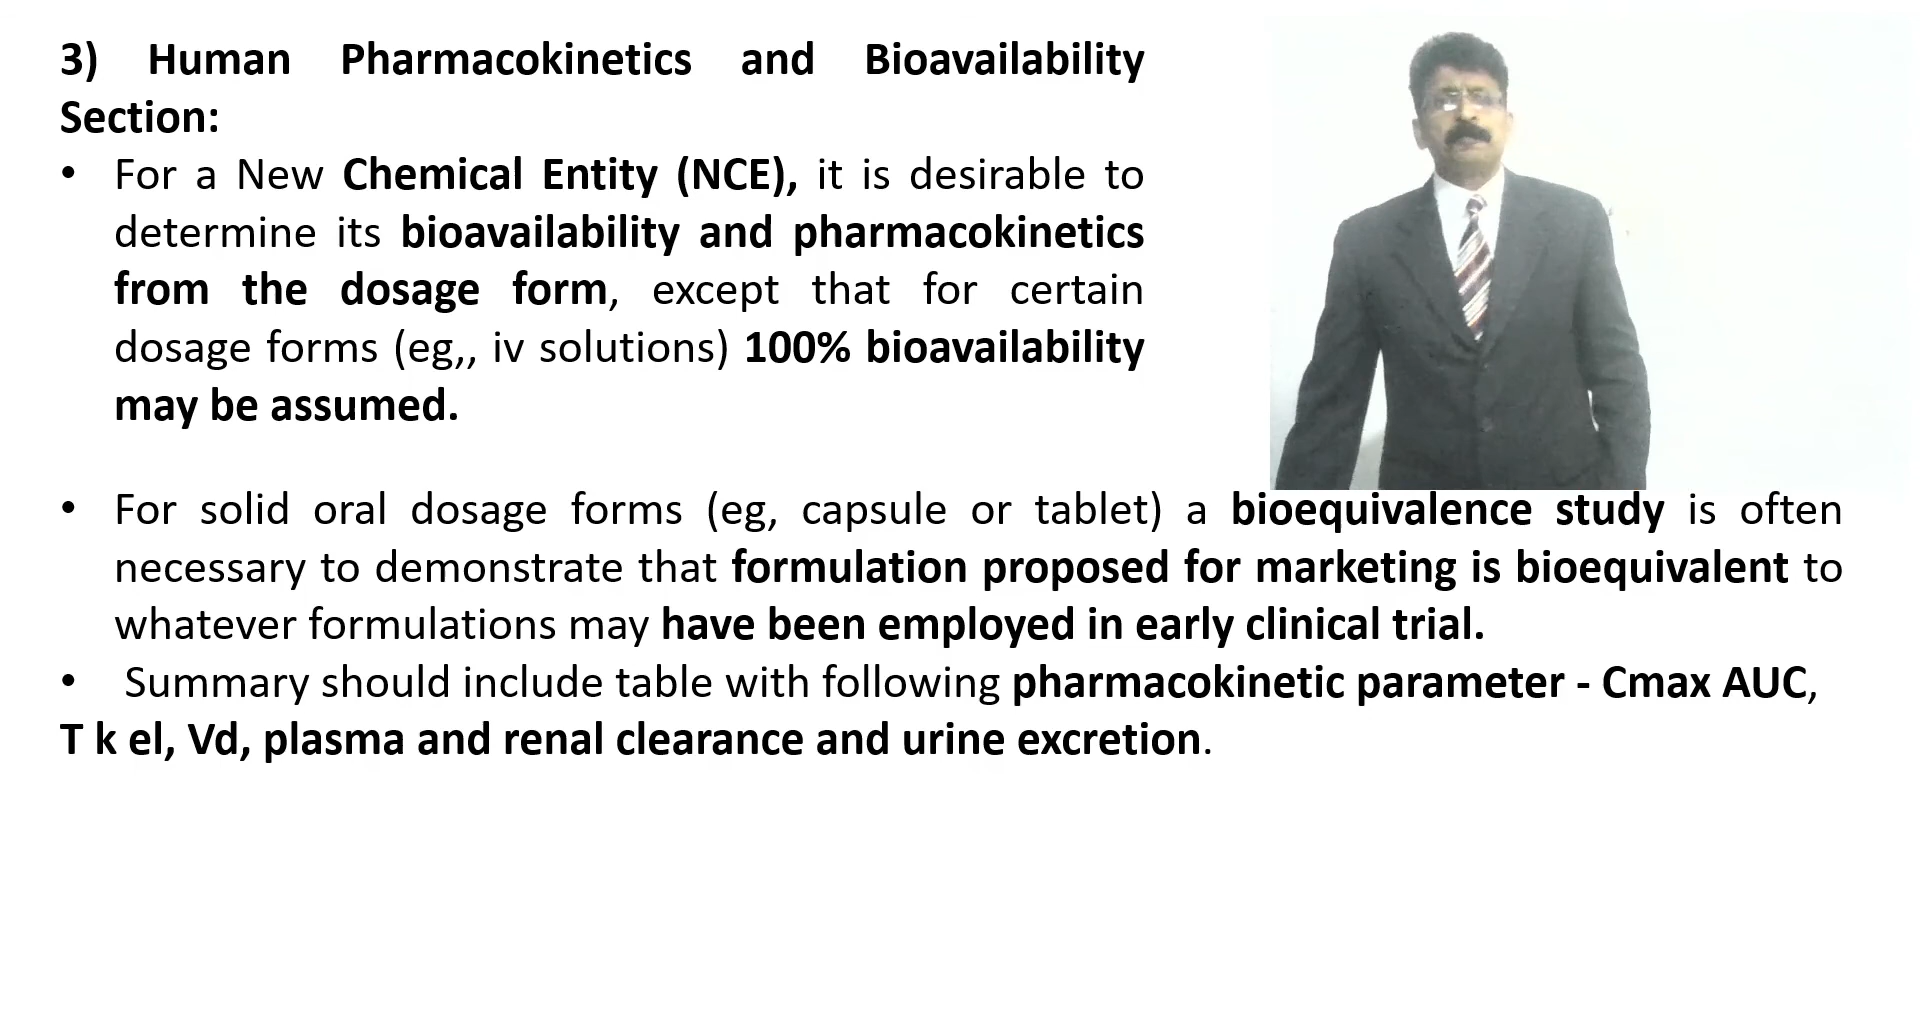 3) Human Pharmacokinetics and Bioavailability
Section:
• For a New Chemical Entity (NCE), it is desirable to
determine its bioavailability and pharmacokinetics
from the dosage form, except that for certain
dosage forms (eg,, iv solutions) 100% bioavailability
may be assumed.
• For solid oral dosage forms (eg, capsule or tablet) a bioequivalence study is often
necessary to demonstrate that formulation proposed for marketing is bioequivalent to
whatever formulations may have been employed in early clinical trial.
• Summary should include table with following pharmacokinetic parameter - Cmax AUC,
T k el, Vd, plasma and renal clearance and urine excretion.